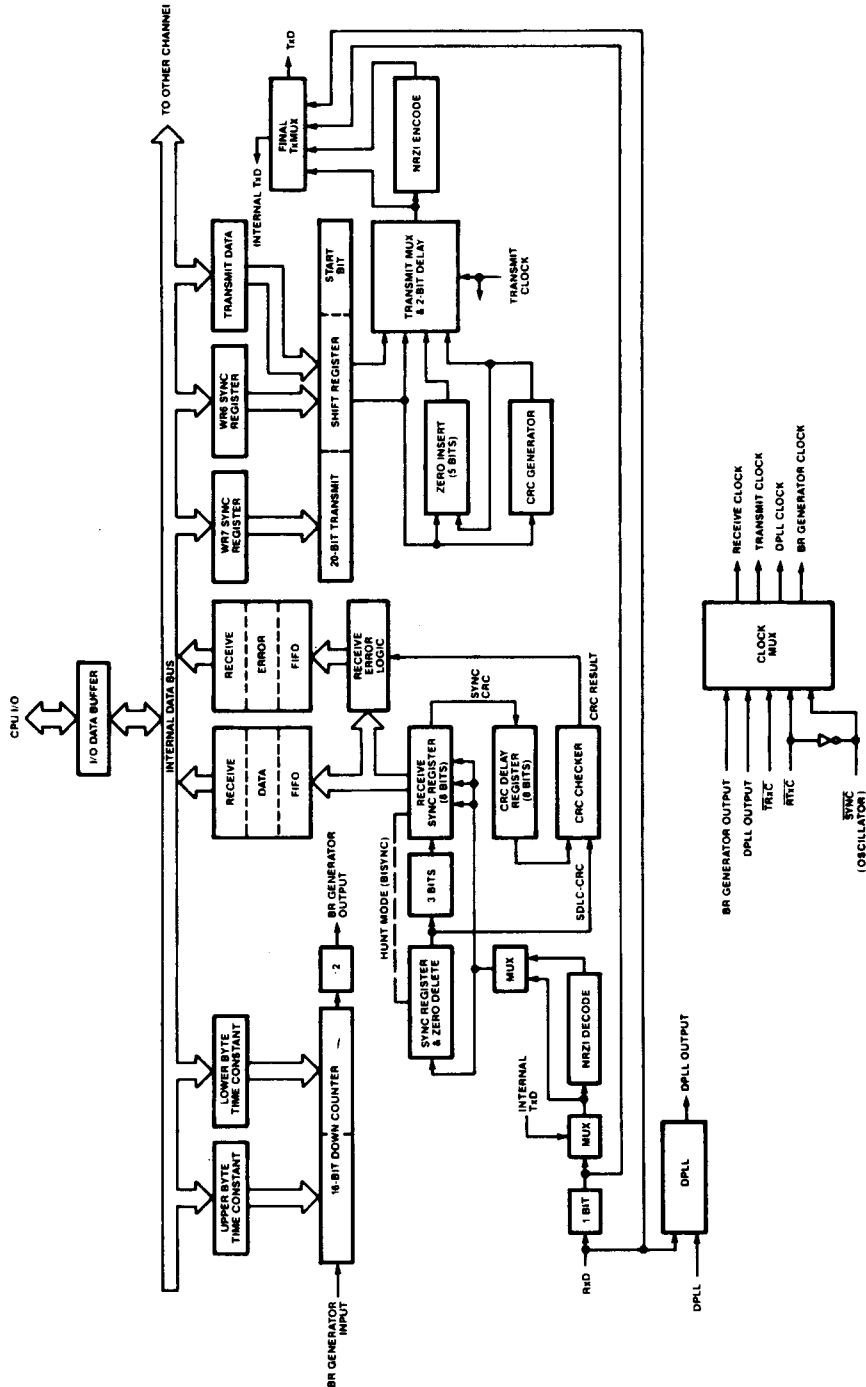 CPU I/O
I/O DATA BUFFER
INTERNAL DATA BUS
TO OTHER CHANNEL
UPPER BYTE
TIME CONSTANT
LOWER BYTE
TIME CONSTANT
BR GENERATOR
INPUT
16-BIT DOWN COUNTER
÷2
BR GENERATOR
OUTPUT
RECEIVE
DATA
FIFO
RECEIVE
ERROR
FIFO
RECEIVE
ERROR
LOGIC
WR7 SYNC
REGISTER
WR6 SYNC
REGISTER
TRANSMIT DATA
20-BIT TRANSMIT
SHIFT REGISTER
START
BIT
INTERNAL TxD
FINAL
TxMUX
TxD
HUNT MODE (BISYNC)
SYNC REGISTER
& ZERO DELETE
3 BITS
RECEIVE
SYNC REGISTER
(8 BITS)
SYNC
CRC
CRC DELAY
REGISTER
(8 BITS)
CRC CHECKER
CRC RESULT
SDLC-CRC
ZERO INSERT
(5 BITS)
CRC GENERATOR
TRANSMIT MUX
& 2-BIT DELAY
TRANSMIT
CLOCK
NRZI ENCODE
INTERNAL
TxD
RxD
1 BIT
MUX
NRZI DECODE
MUX
DPLL
DPLL
DPLL OUTPUT
BR GENERATOR OUTPUT
DPLL OUTPUT
TRxC
RTxC
SYNC
(OSCILLATOR)
CLOCK
MUX
RECEIVE CLOCK
TRANSMIT CLOCK
DPLL CLOCK
BR GENERATOR CLOCK